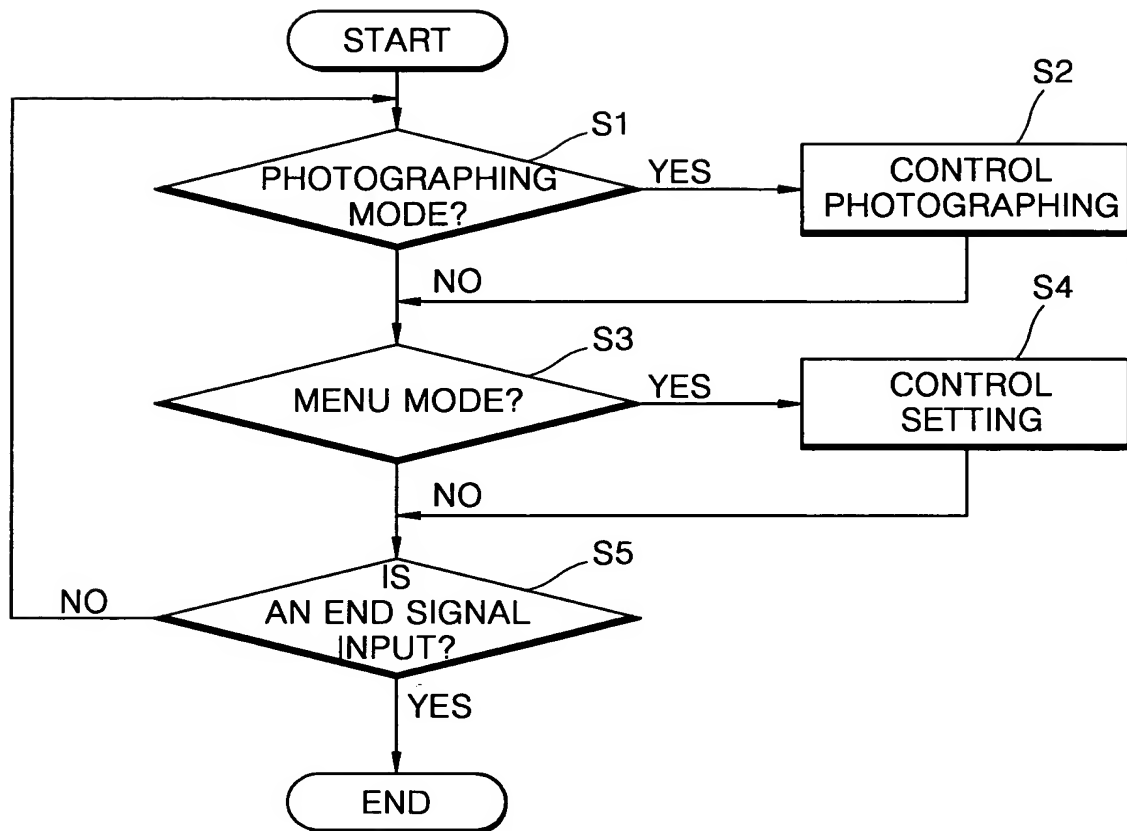 START
S1
S2
PHOTOGRAPHING
MODE?
YES
CONTROL
PHOTOGRAPHING
NO
S3
S4
MENU MODE?
YES
CONTROL
SETTING
NO
S5
IS
AN END SIGNAL
INPUT?
NO
YES
END